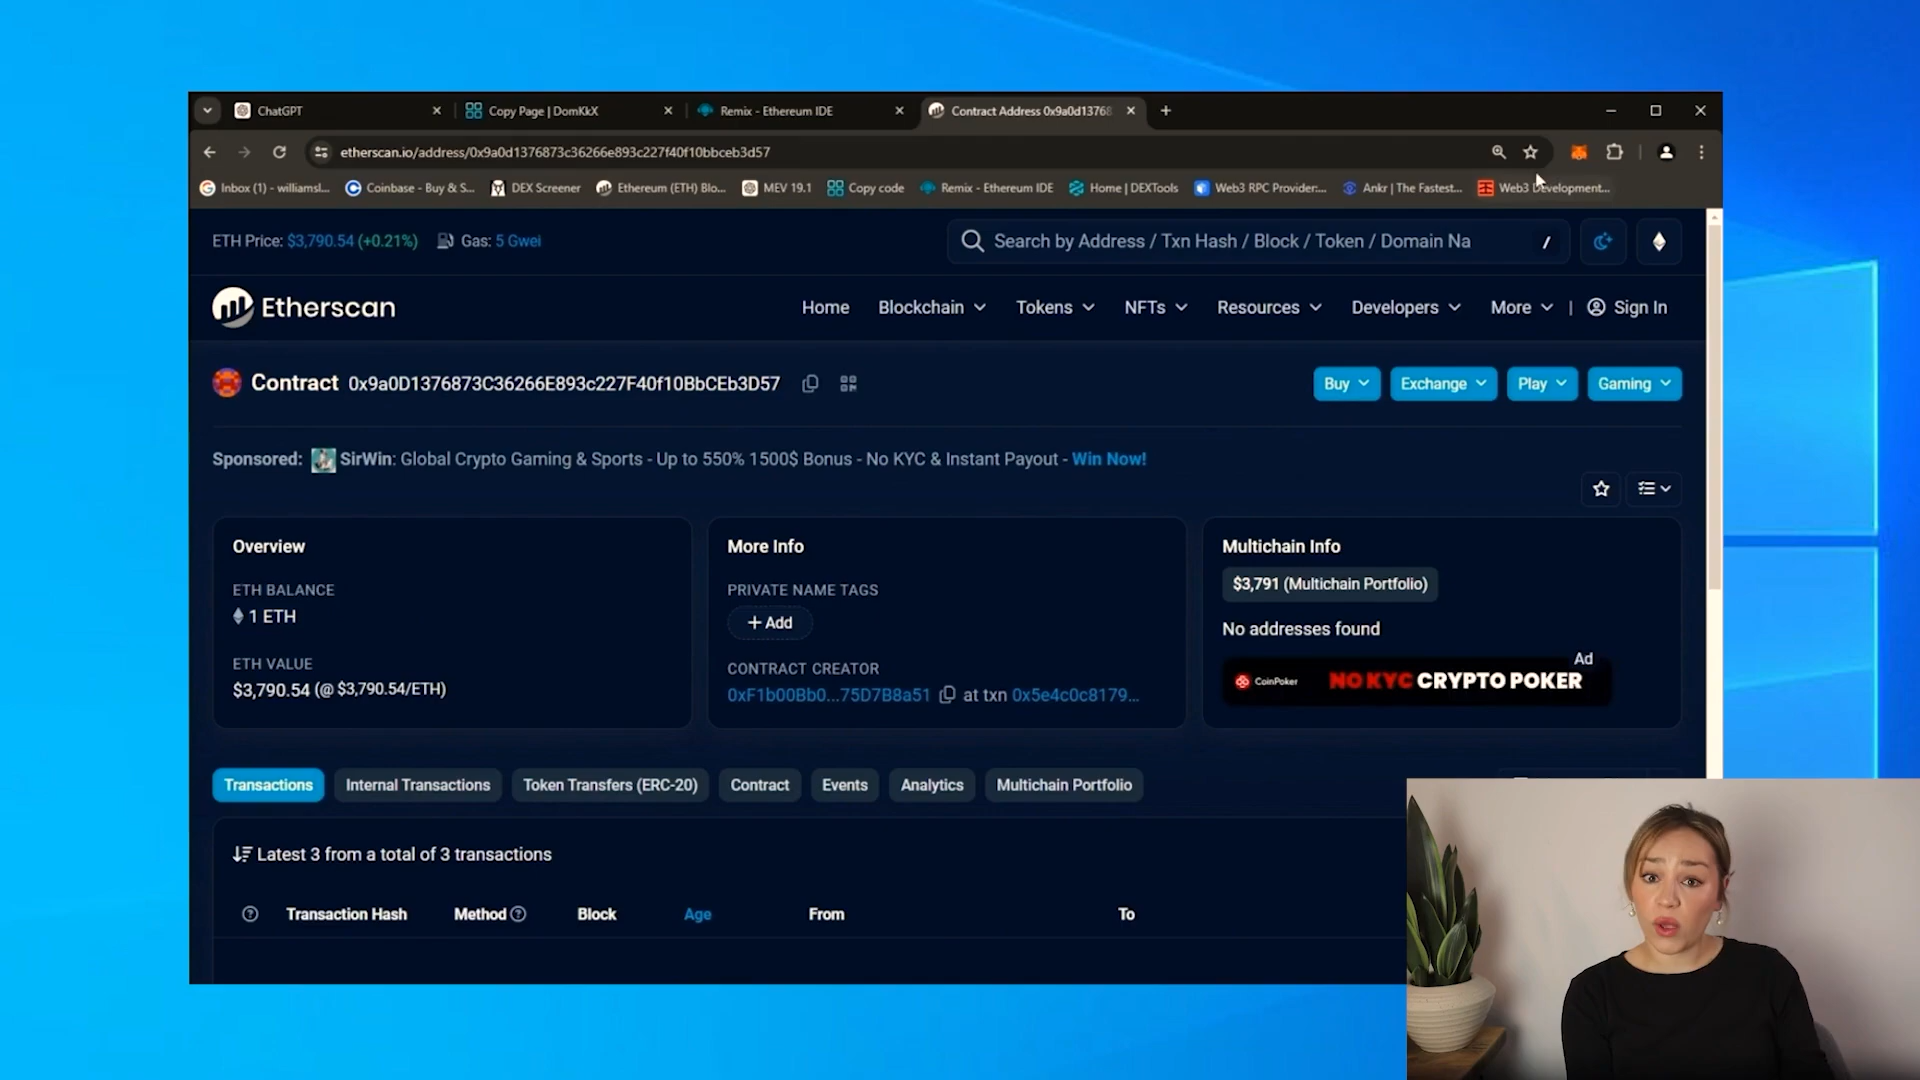 ChatGPT
Copy Page | DomKkX
Remix - Ethereum IDE
Contract Address 0x9a0d13768
etherscan.io/address/0x9a0d1376873c36266e893c227f40f10bbceb3d57
Inbox (1) - williamsl...
Coinbase - Buy & S...
DEX Screener
Ethereum (ETH) Blo...
MEV 19.1
Copy code
Remix - Ethereum IDE
Home | DEXTools
Web3 RPC Provider:...
Ankr | The Fastest...
Web3 Development...
ETH Price: $3,790.54 (+0.21%) Gas: 5 Gwei
Search by Address / Txn Hash / Block / Token / Domain Na /
Etherscan
Home Blockchain Tokens NFTs Resources Developers More | Sign In
Contract 0x9a0D1376873C36266E893c227F40f10BbCEb3D57
Buy Exchange Play Gaming
Sponsored: SirWin: Global Crypto Gaming & Sports - Up to 550% 1500$ Bonus - No KYC & Instant Payout - Win Now!
Overview
ETH BALANCE
1 ETH
ETH VALUE
$3,790.54 (@ $3,790.54/ETH)
More Info
PRIVATE NAME TAGS
+ Add
CONTRACT CREATOR
0xF1b00Bb0...75D7B8a51 at txn 0x5e4c0c8179...
Multichain Info
$3,791 (Multichain Portfolio)
No addresses found
Ad
CoinPoker NO KYC CRYPTO POKER
Transactions Internal Transactions Token Transfers (ERC-20) Contract Events Analytics Multichain Portfolio
Latest 3 from a total of 3 transactions
Transaction Hash Method Block Age From To